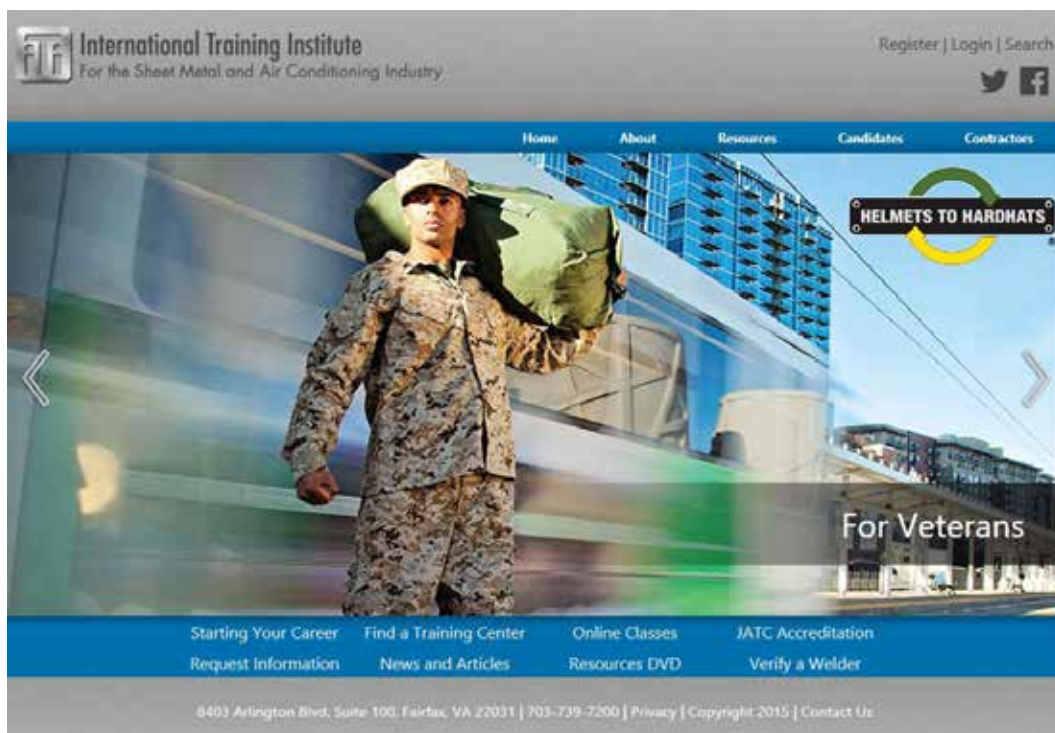 iTi
International Training Institute
For the Sheet Metal and Air Conditioning Industry
Register | Login | Search
Home About Resources Candidates Contractors
HELMETS TO HARDHATS
For Veterans
Starting Your Career Find a Training Center Online Classes JATC Accreditation
Request Information News and Articles Resources DVD Verify a Welder
8403 Arlington Blvd, Suite 100, Fairfax, VA 22031 | 703-739-7200 | Privacy | Copyright 2015 | Contact Us